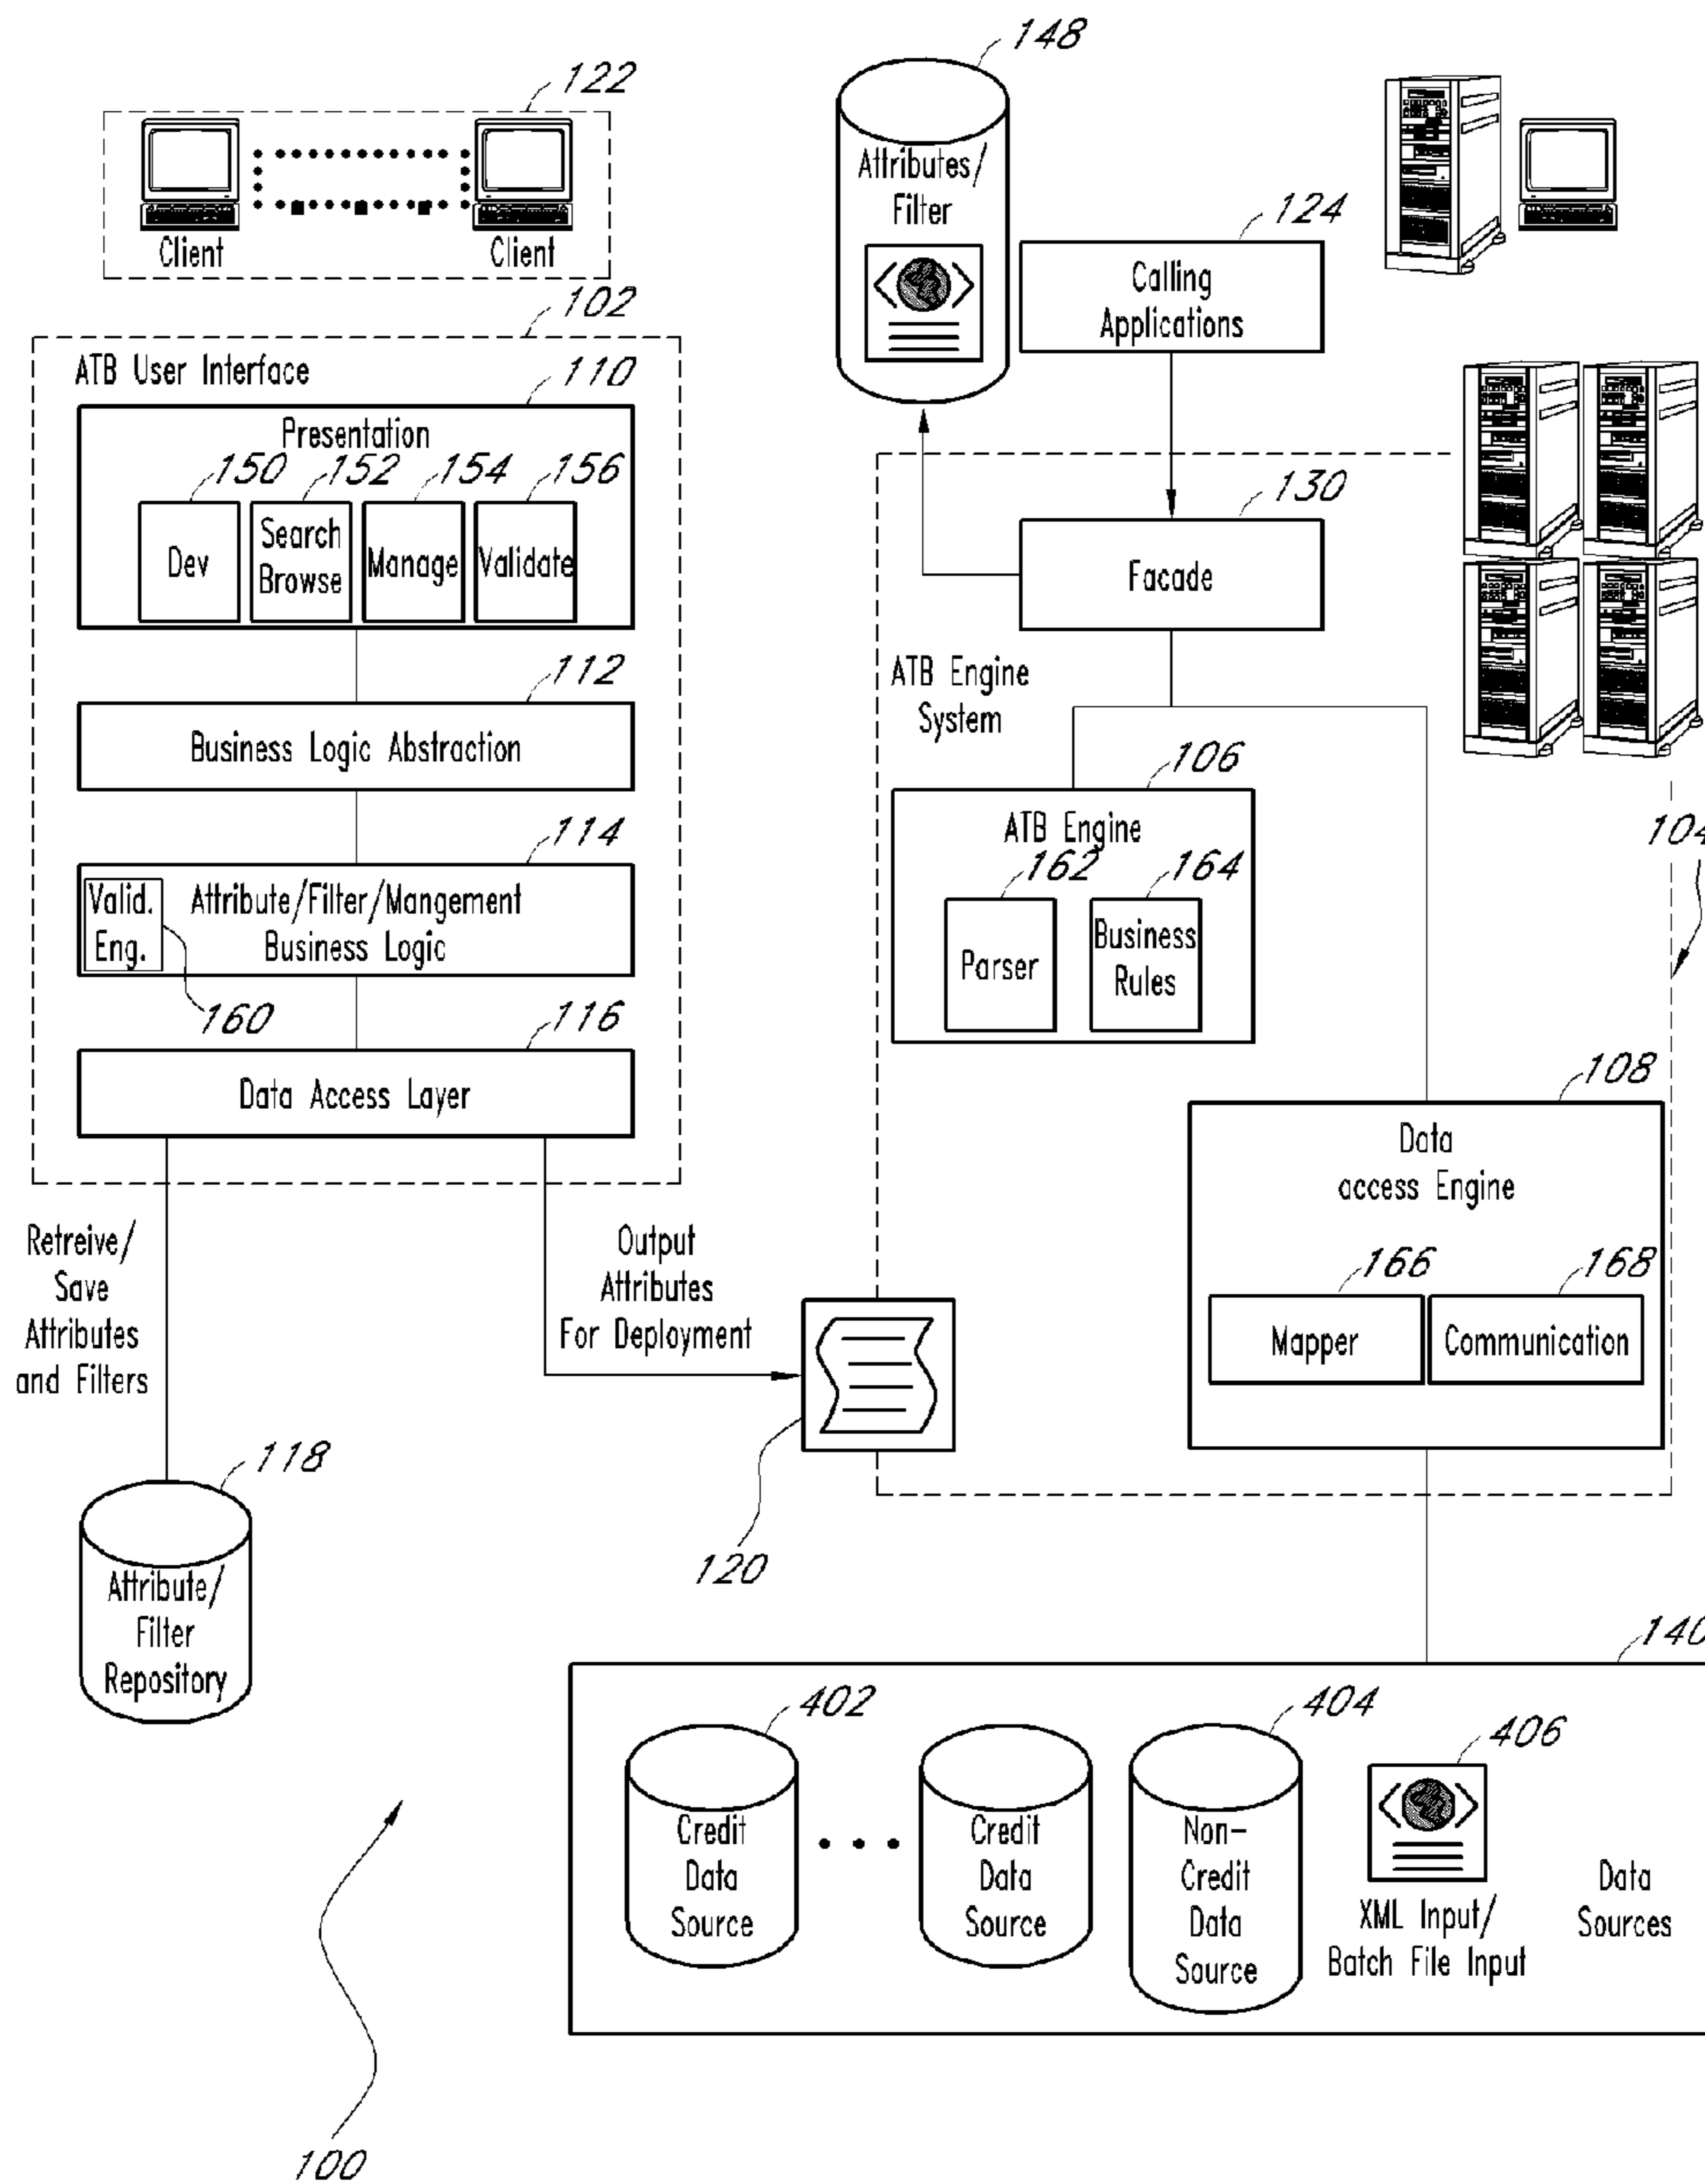 122
Client
Client
102
ATB User Interface
110
Presentation
150
152
154
156
Dev
Search
Browse
Manage
Validate
112
Business Logic Abstraction
114
Valid.
Eng.
Attribute/Filter/Mangement
Business Logic
160
116
Data Access Layer
Retreive/
Save
Attributes
and Filters
Output
Attributes
For Deployment
118
Attribute/
Filter
Repository
120
148
Attributes/
Filter
124
Calling
Applications
130
Facade
ATB Engine
System
106
ATB Engine
162
164
Parser
Business
Rules
104
108
Data
access Engine
166
168
Mapper
Communication
140
402
Credit
Data
Source
Credit
Data
Source
404
Non-
Credit
Data
Source
406
XML Input/
Batch File Input
Data
Sources
100